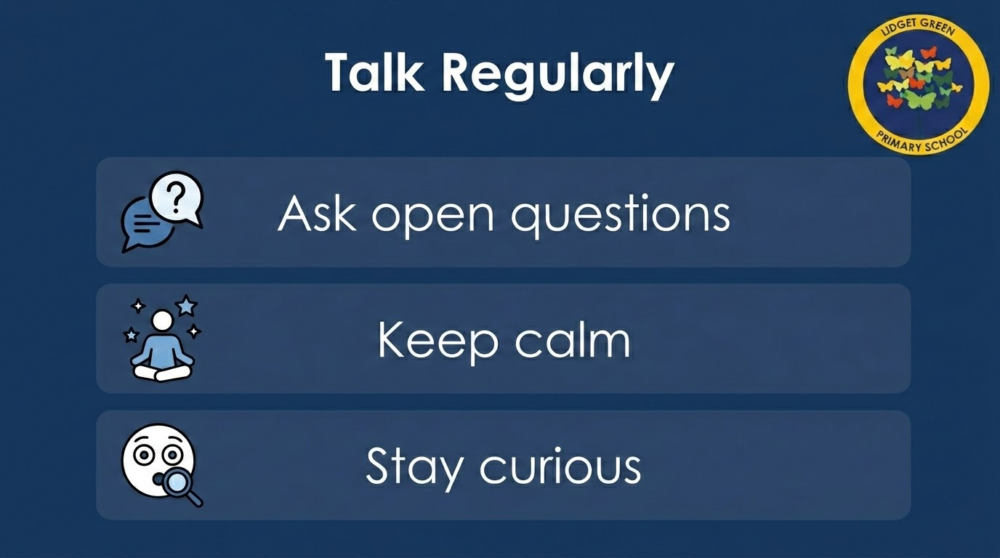 Talk Regularly
LIDGET GREEN
PRIMARY SCHOOL
?
Ask open questions
Keep calm
Stay curious